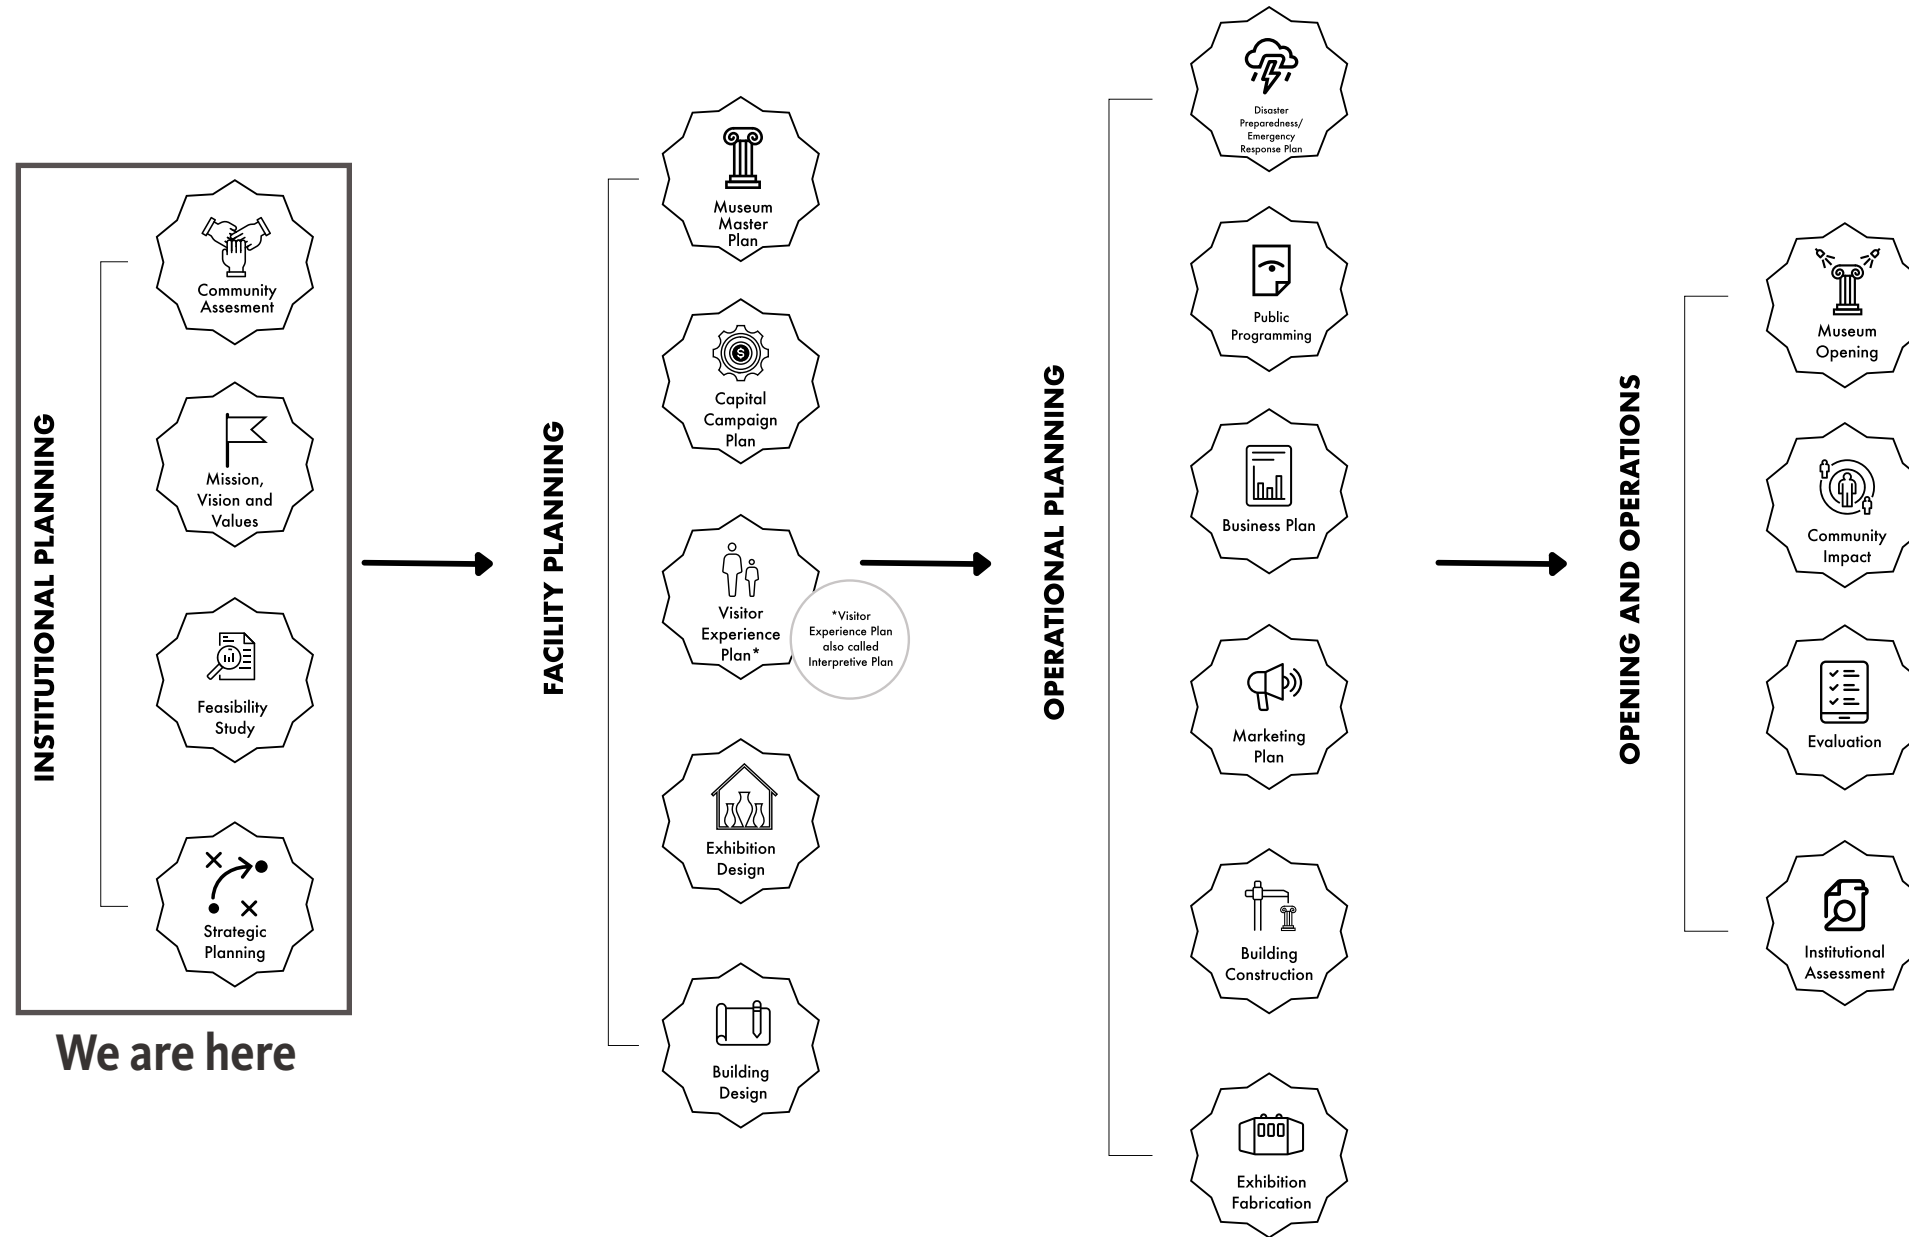 INSTITUTIONAL PLANNING
Community
Assesment
Mission,
Vision and
Values
Feasibility
Study
Strategic
Planning
We are here
FACILITY PLANNING
Museum
Master
Plan
Capital
Campaign
Plan
Visitor
Experience
Plan*
*Visitor
Experience Plan
also called
Interpretive Plan
Exhibition
Design
Building
Design
OPERATIONAL PLANNING
Disaster
Preparedness/
Emergency
Response Plan
Public
Programming
Business Plan
Marketing
Plan
Building
Construction
Exhibition
Fabrication
OPENING AND OPERATIONS
Museum
Opening
Community
Impact
Evaluation
Institutional
Assessment